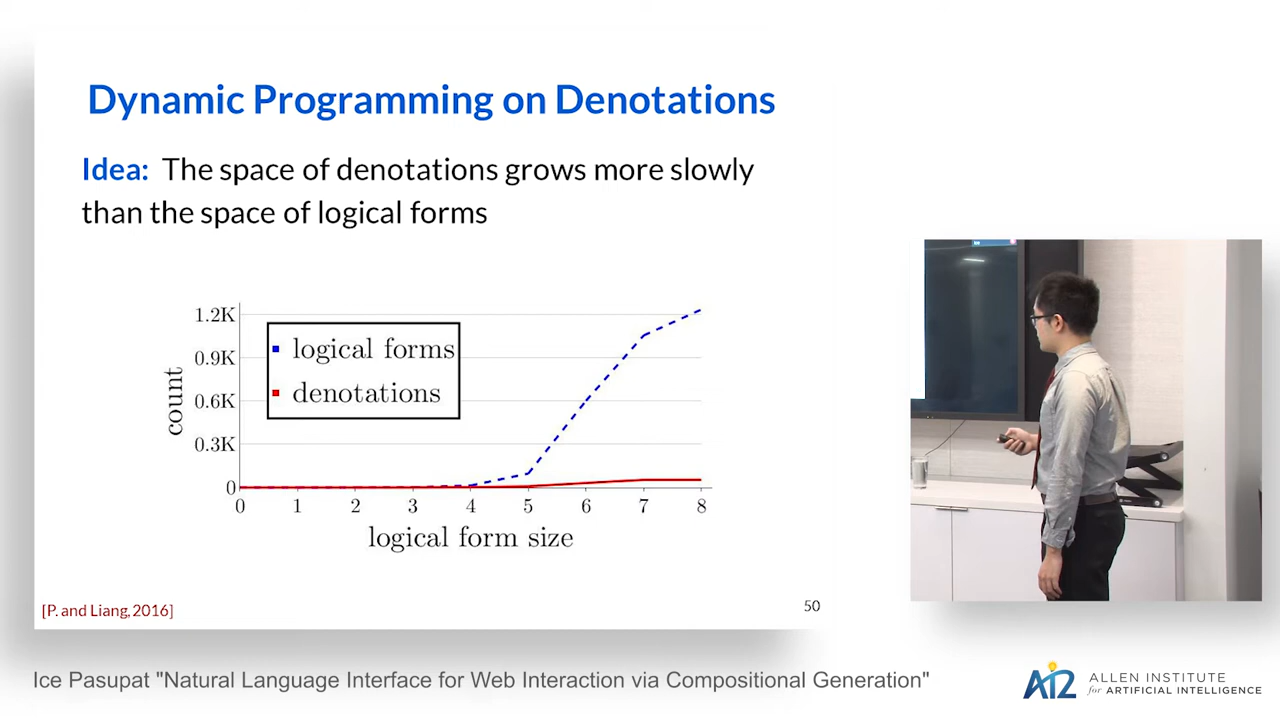 Dynamic Programming on Denotations
Idea: The space of denotations grows more slowly
than the space of logical forms
1.2K
0.9K
0.6K
0.3K
0
count
logical forms
denotations
0 1 2 3 4 5 6 7 8
logical form size
[P. and Liang, 2016]
50
Ice Pasupat "Natural Language Interface for Web Interaction via Compositional Generation"
AI2
ALLEN INSTITUTE
for ARTIFICIAL INTELLIGENCE